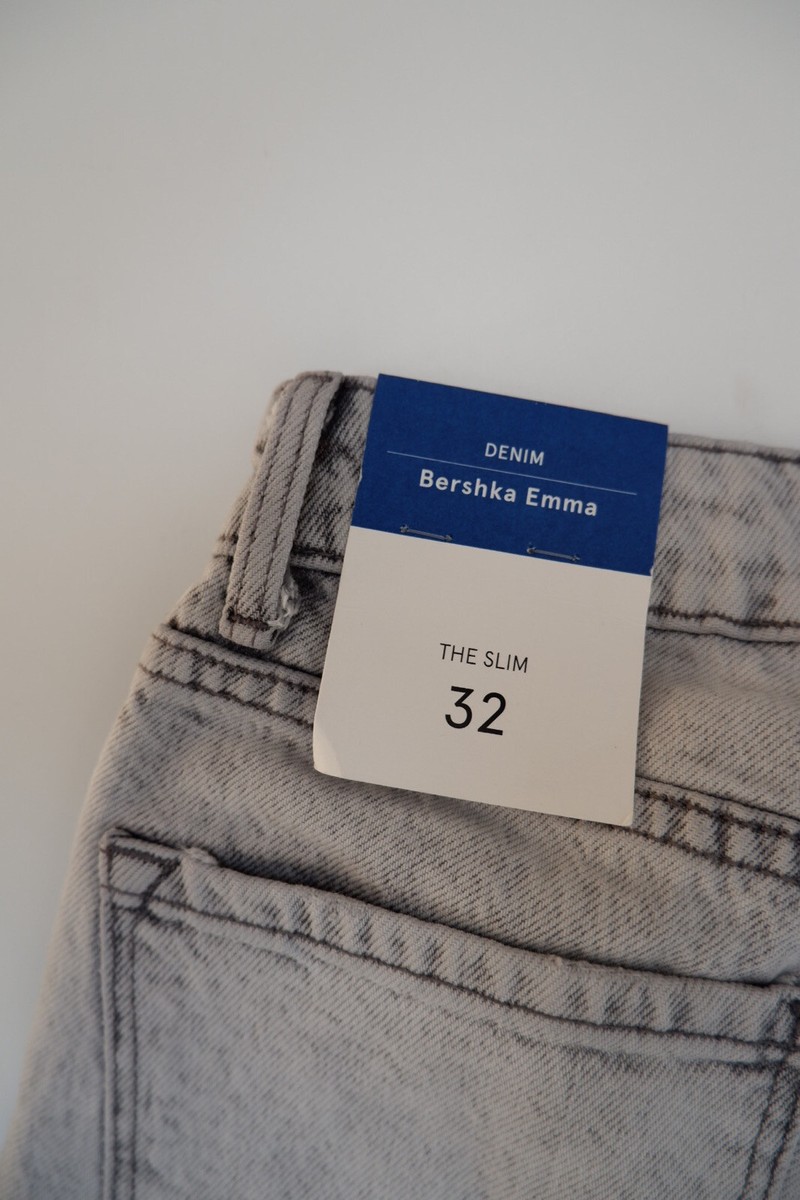 DENIM
Bershka Emma
THE SLIM
32